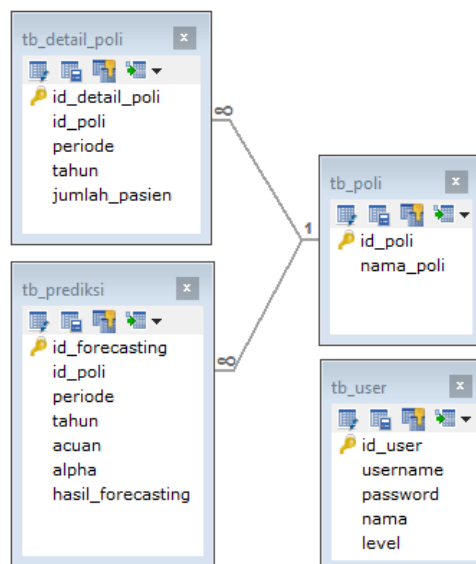 tb_detail_poli
id_detail_poli
id_poli
periode
tahun
jumlah_pasien
∞
1
tb_poli
id_poli
nama_poli
tb_prediksi
id_forecasting
id_poli
periode
tahun
acuan
alpha
hasil_forecasting
∞
tb_user
id_user
username
password
nama
level